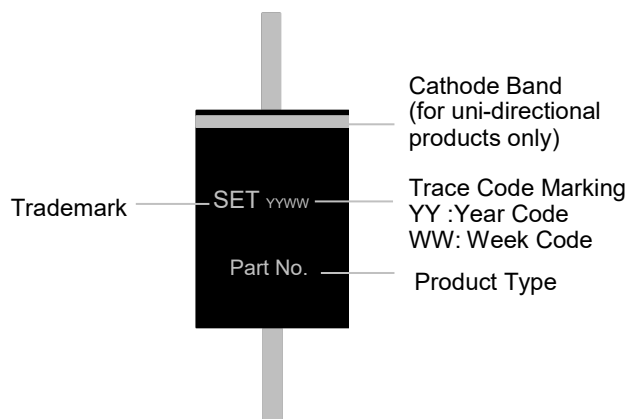 Cathode Band
(for uni-directional
products only)
Trademark
SET YYWW
Trace Code Marking
YY :Year Code
WW: Week Code
Part No.
Product Type